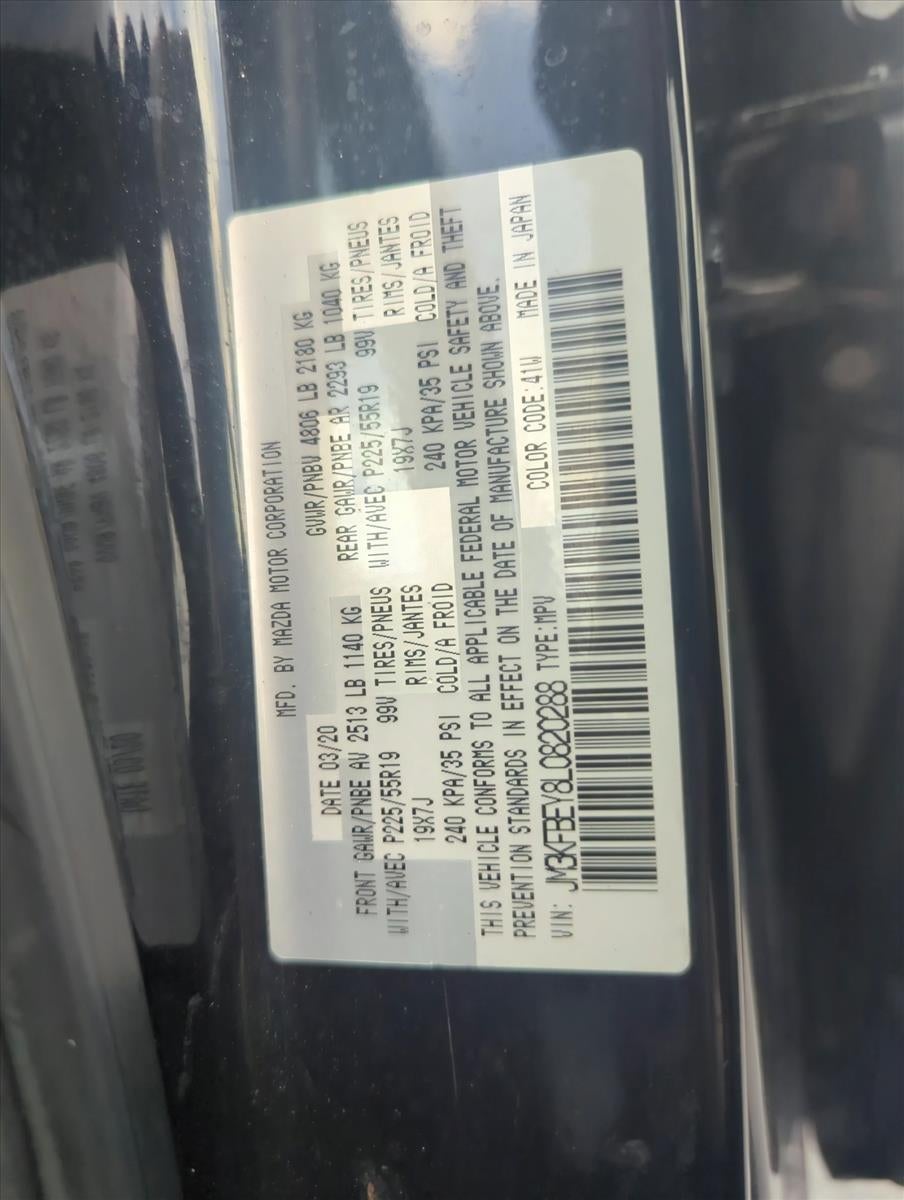 MFD. BY MAZDA MOTOR CORPORATION
DATE 03/20 GVWR/PNBV 4806 LB 2180 KG
FRONT GAWR/PNBE AV 2513 LB 1140 KG REAR GAWR/PNBE AR 2293 LB 1040 KG
WITH/AVEC P225/55R19 99V TIRES/PNEUS WITH/AVEC P225/55R19 99V TIRES/PNEUS
19X7J RIMS/JANTES 19X7J RIMS/JANTES
240 KPA/35 PSI COLD/A FROID 240 KPA/35 PSI COLD/A FROID
THIS VEHICLE CONFORMS TO ALL APPLICABLE FEDERAL MOTOR VEHICLE SAFETY AND THEFT
PREVENTION STANDARDS IN EFFECT ON THE DATE OF MANUFACTURE SHOWN ABOVE.
VIN: JM3KFBEY8L0820288 TYPE:MPV COLOR CODE:41W MADE IN JAPAN